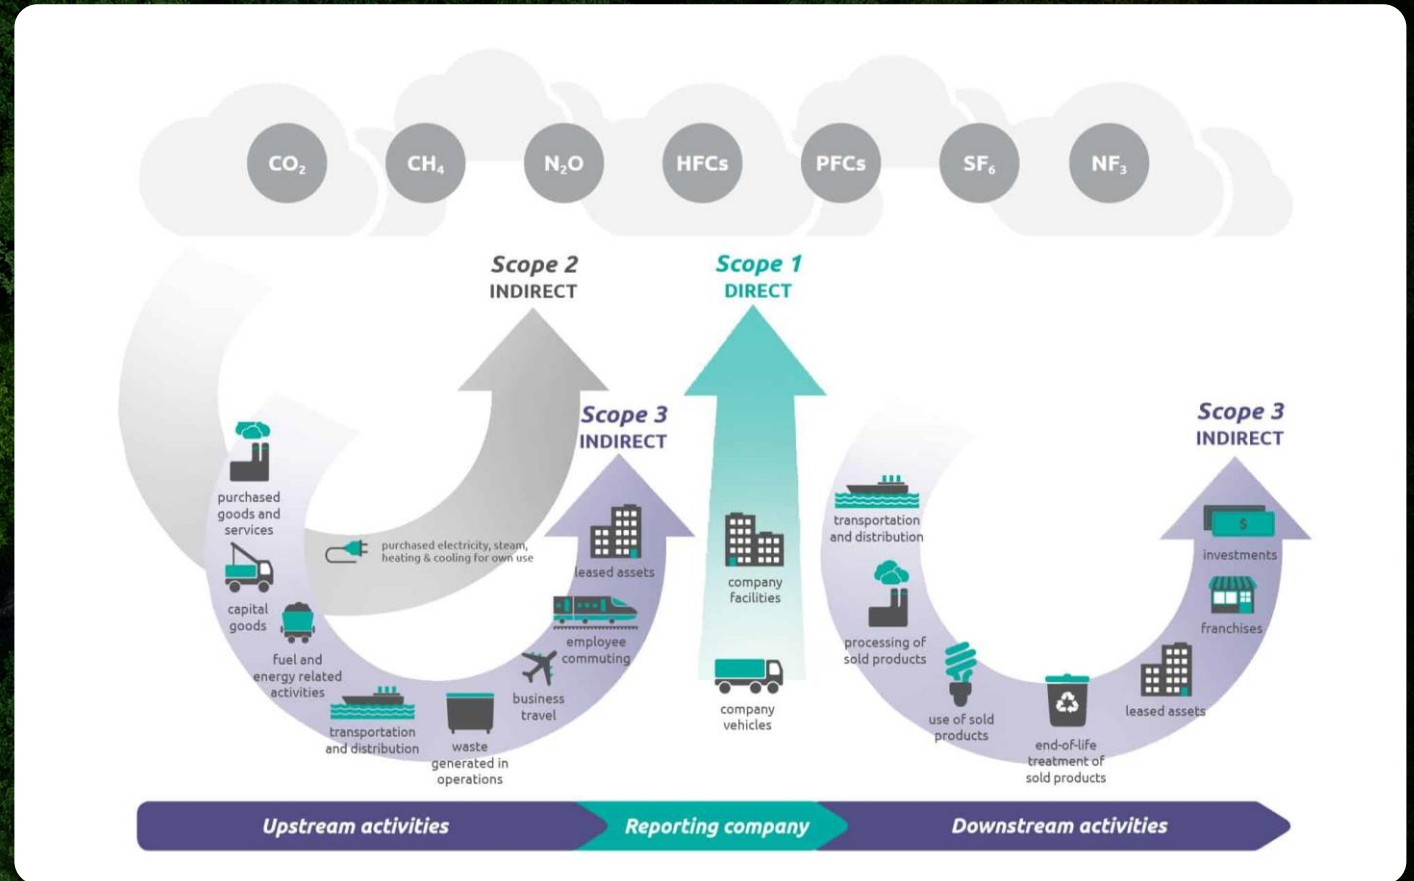 CO₂
CH₄
N₂O
HFCs
PFCs
SF₆
NF₃
Scope 2
INDIRECT
Scope 1
DIRECT
Scope 3
INDIRECT
Scope 3
INDIRECT
purchased
goods and
services
capital
goods
fuel and
energy related
activities
transportation
and distribution
waste
generated in
operations
business
travel
employee
commuting
leased assets
purchased electricity, steam,
heating & cooling for own use
company
facilities
company
vehicles
transportation
and distribution
processing of
sold products
use of sold
products
end-of-life
treatment of
sold products
leased assets
franchises
investments
$
Upstream activities
Reporting company
Downstream activities